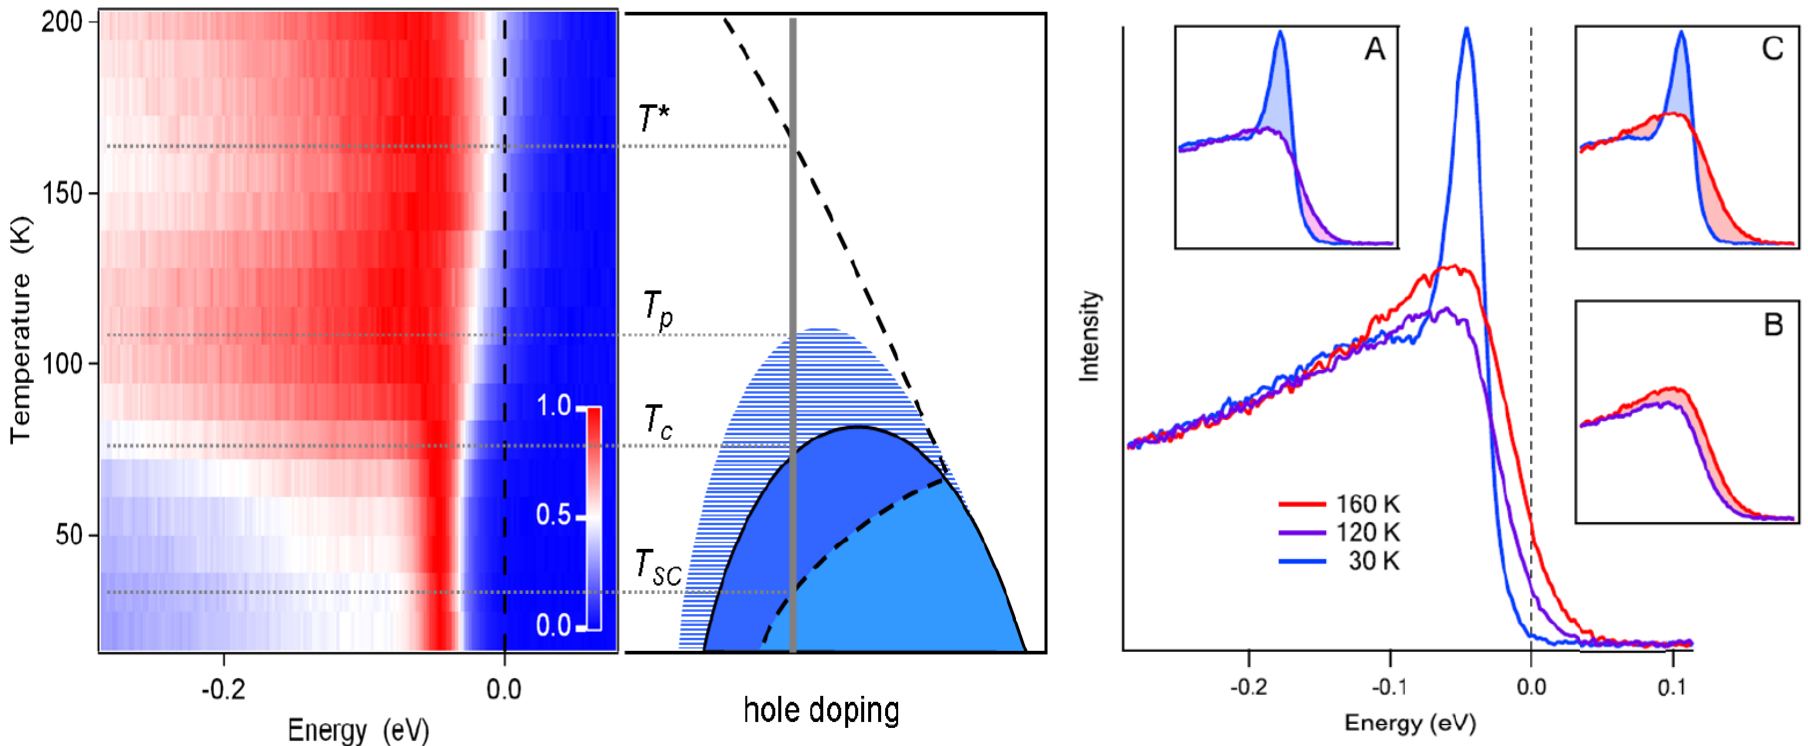 200
150
100
50
Temperature (K)
-0.2
0.0
Energy (eV)
1.0
0.5
0.0
T*
Tp
Tc
TSC
hole doping
A
C
B
Intensity
160 K
120 K
30 K
-0.2
-0.1
0.0
0.1
Energy (eV)